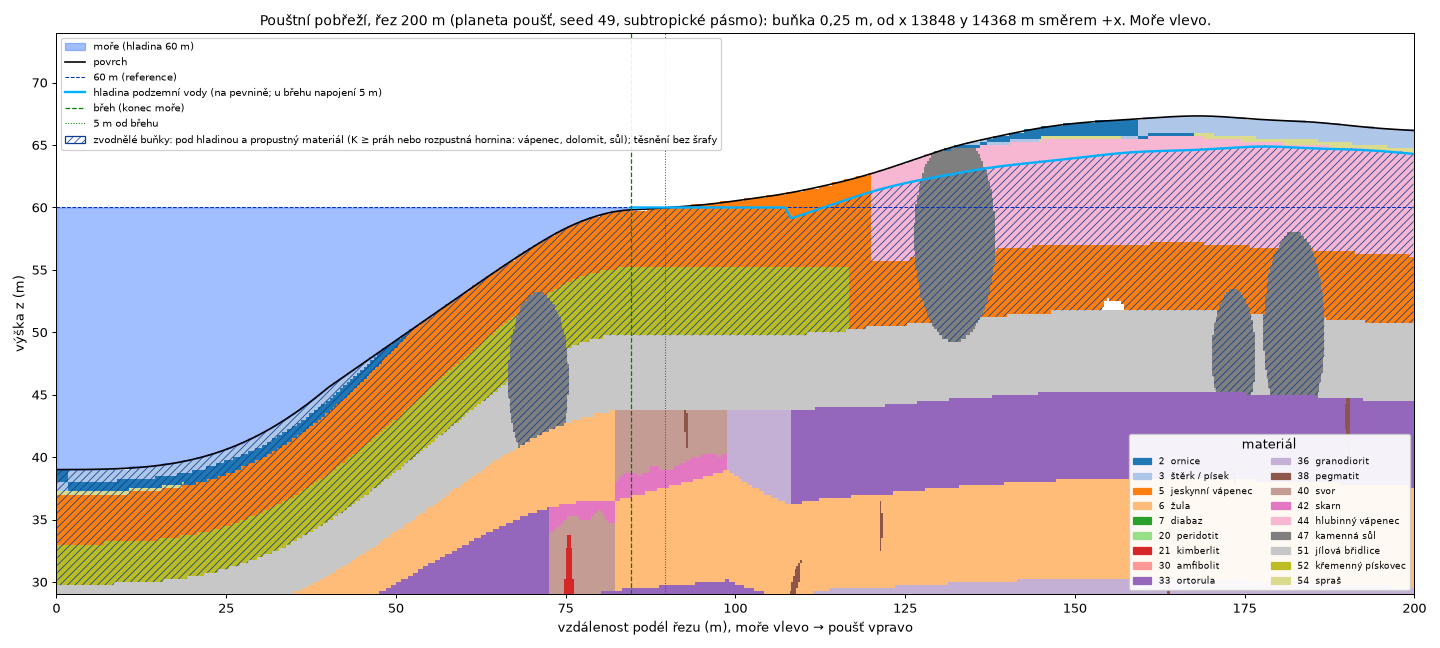 Pouštní pobřeží, řez 200 m (planeta poušť, seed 49, subtropické pásmo): buňka 0,25 m, od x 13848 y 14368 m směrem +x. Moře vlevo.
moře (hladina 60 m)
povrch
60 m (reference)
hladina podzemní vody (na pevnině; u břehu napojení 5 m)
břeh (konec moře)
5 m od břehu
zvodnělé buňky: pod hladinou a propustný materiál (K ≥ práh nebo rozpustná hornina: vápenec, dolomit, sůl); těsnění bez šrafy
výška z (m)
70
65
60
55
50
45
40
35
30
materiál
2 ornice
3 štěrk / písek
5 jeskynní vápenec
6 žula
7 diabaz
20 peridotit
21 kimberlit
30 amfibolit
33 ortorula
36 granodiorit
38 pegmatit
40 svor
42 skarn
44 hlubinný vápenec
47 kamenná sůl
51 jílová břidlice
52 křemenný pískovec
54 spraš
0 25 50 75 100 125 150 175 200
vzdálenost podél řezu (m), moře vlevo → poušť vpravo